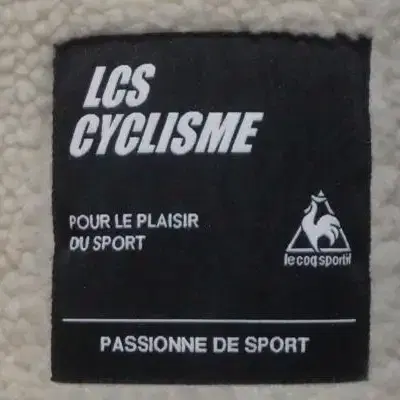 LCS
CYCLISME
POUR LE PLAISIR
DU SPORT
le coq sportif
PASSIONNE DE SPORT